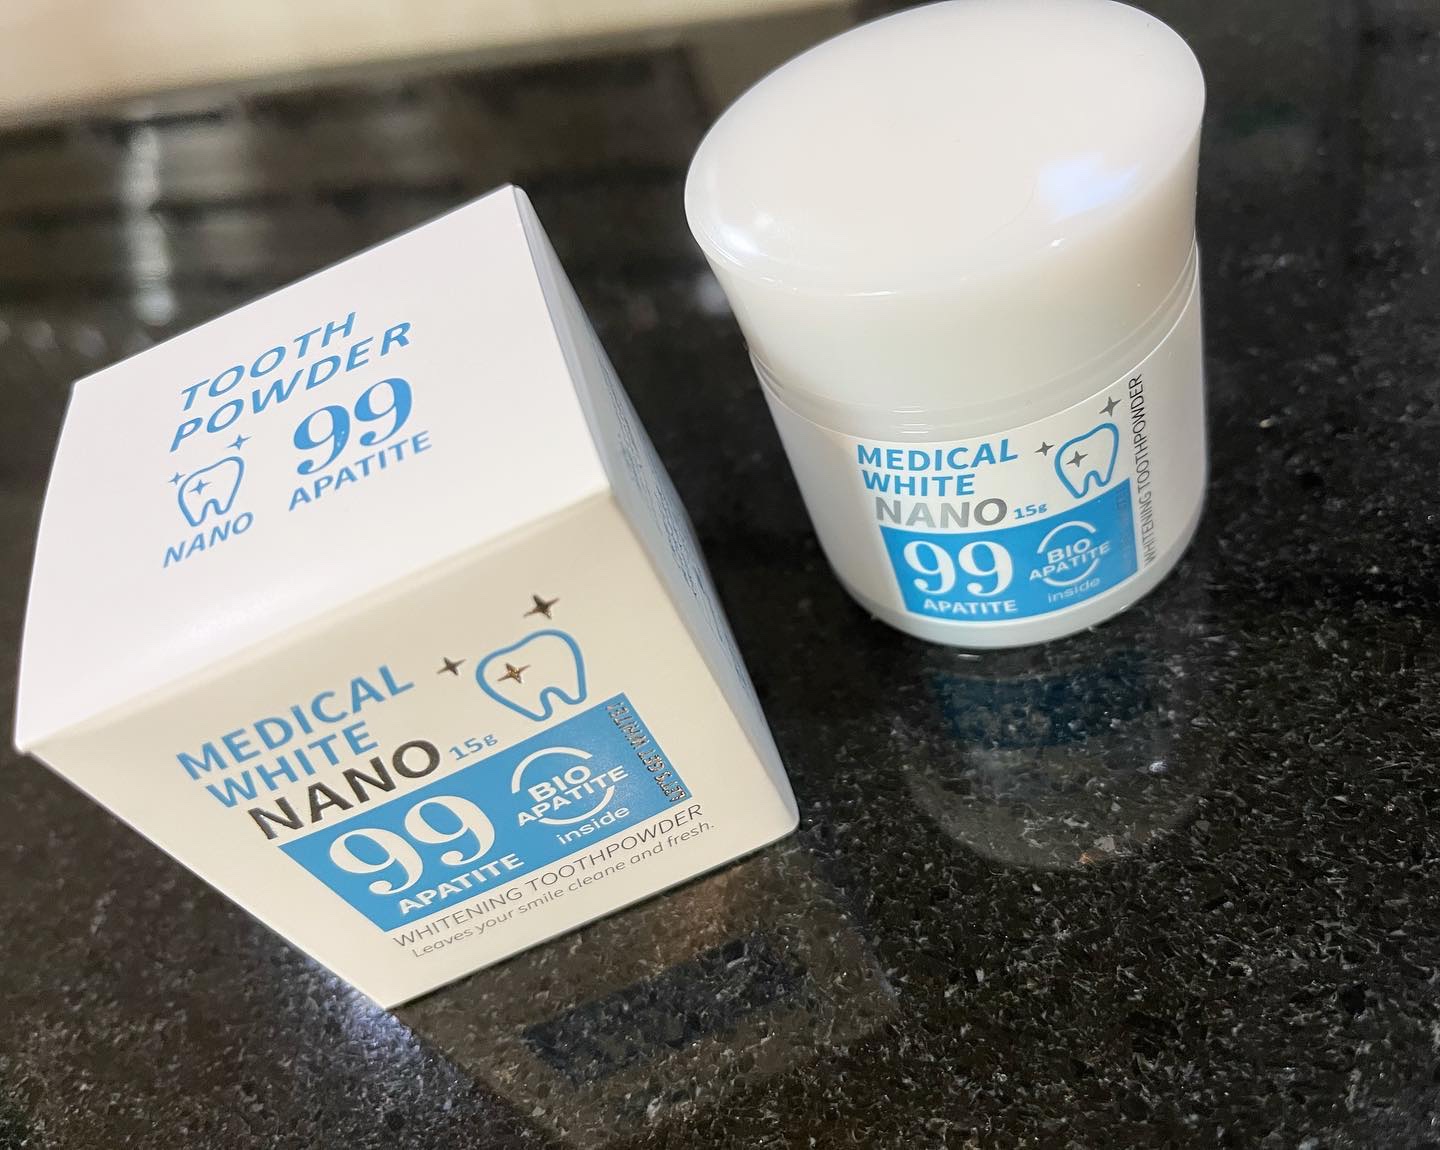 TOOTH
POWDER
NANO
99
APATITE
MEDICAL
WHITE
NANO 15g
99
APATITE
BIO
APATITE
inside
LET'S GET WHITE!
WHITENING TOOTHPOWDER
Leaves your smile cleane and fresh.
MEDICAL
WHITE
NANO 15g
99
APATITE
BIO
APATITE
inside
WHITENING TOOTHPOWDER